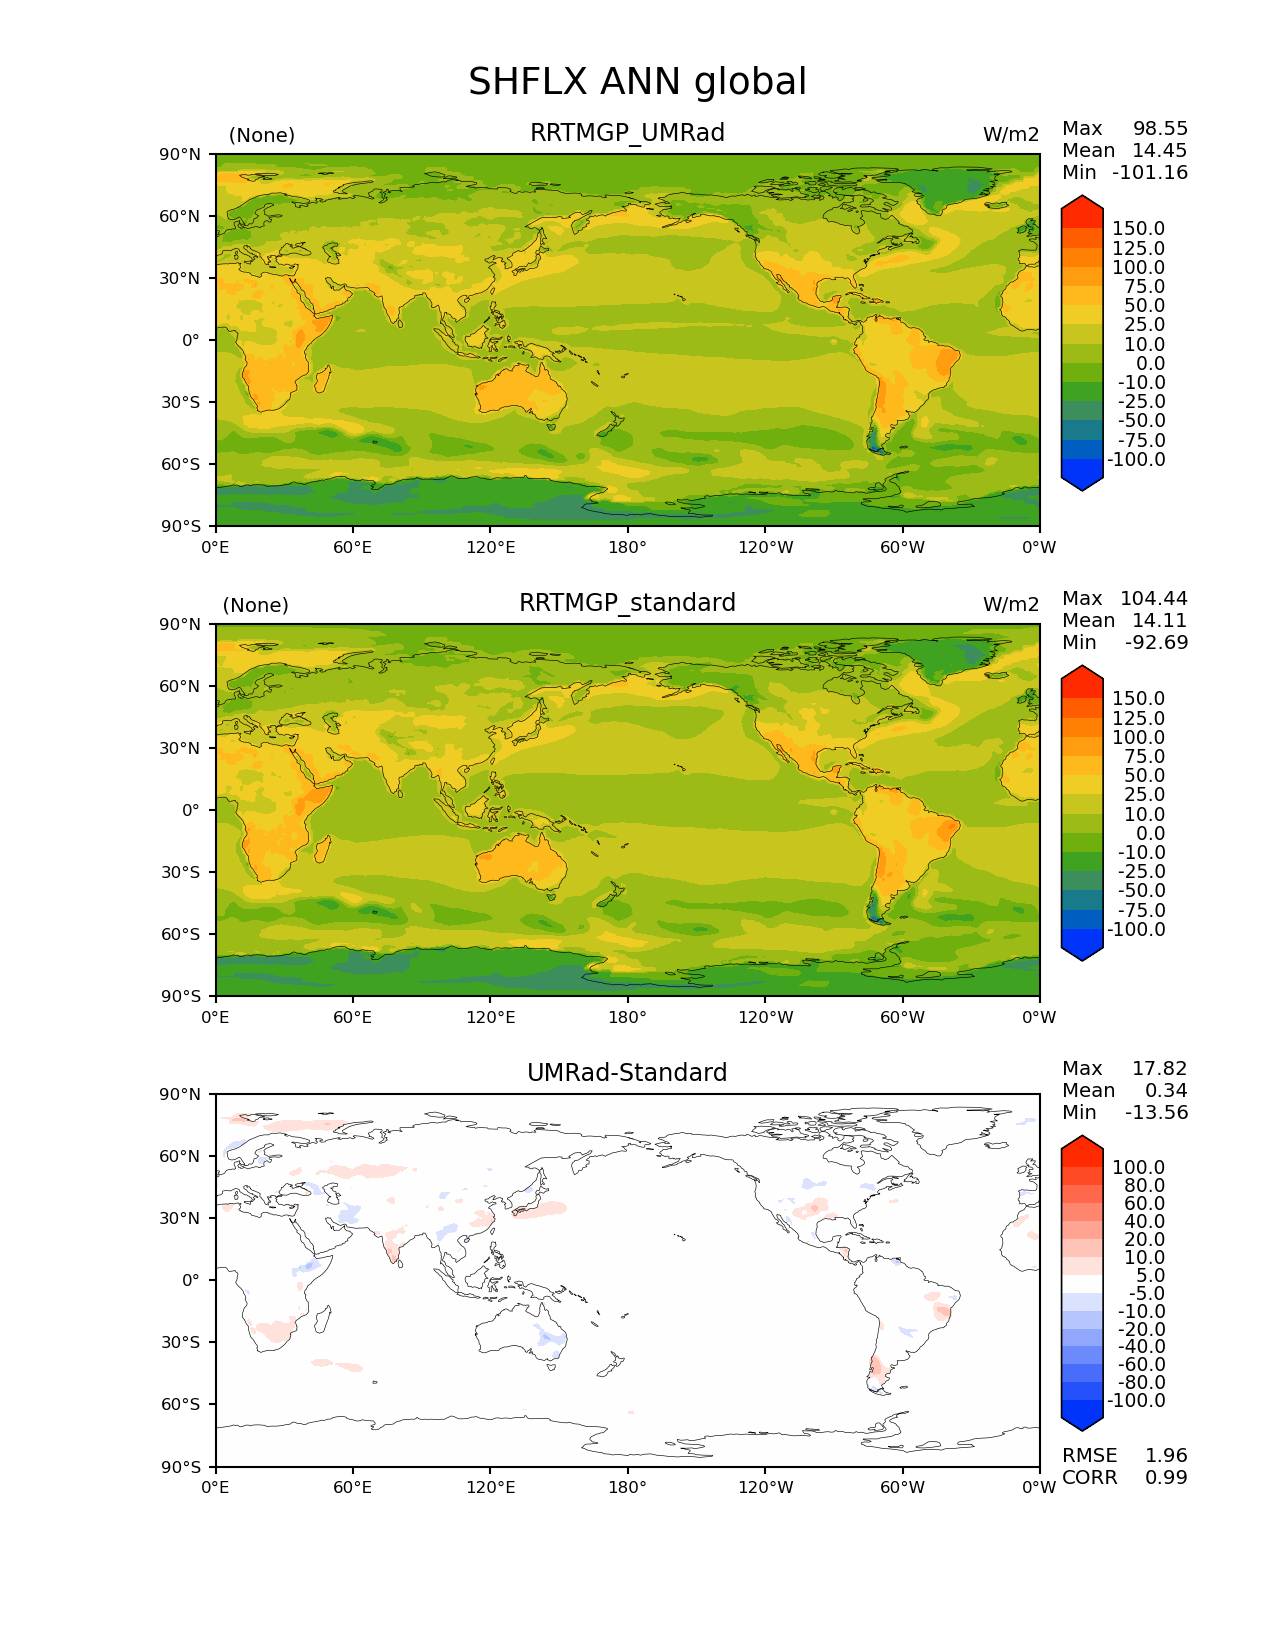 SHFLX ANN global
(None) RRTMGP_UMRad W/m2
Max 98.55
Mean 14.45
Min -101.16
90°N
60°N
30°N
0°
30°S
60°S
90°S
0°E 60°E 120°E 180° 120°W 60°W 0°W
150.0
125.0
100.0
75.0
50.0
25.0
10.0
0.0
-10.0
-25.0
-50.0
-75.0
-100.0
(None) RRTMGP_standard W/m2
Max 104.44
Mean 14.11
Min -92.69
90°N
60°N
30°N
0°
30°S
60°S
90°S
0°E 60°E 120°E 180° 120°W 60°W 0°W
150.0
125.0
100.0
75.0
50.0
25.0
10.0
0.0
-10.0
-25.0
-50.0
-75.0
-100.0
UMRad-Standard
Max 17.82
Mean 0.34
Min -13.56
90°N
60°N
30°N
0°
30°S
60°S
90°S
0°E 60°E 120°E 180° 120°W 60°W 0°W
100.0
80.0
60.0
40.0
20.0
10.0
5.0
-5.0
-10.0
-20.0
-40.0
-60.0
-80.0
-100.0
RMSE 1.96
CORR 0.99